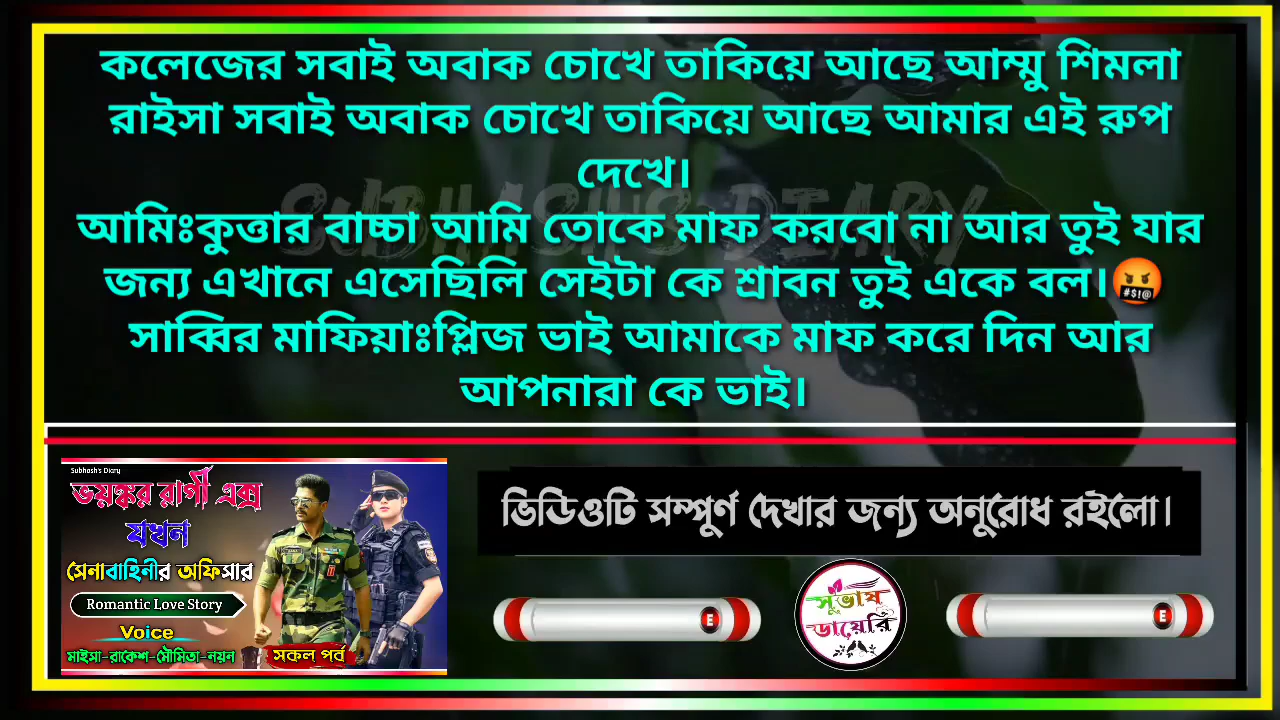 কলেজের সবাই অবাক চোখে তাকিয়ে আছে আম্মু শিমলা
রাইসা সবাই অবাক চোখে তাকিয়ে আছে আমার এই রুপ
দেখে।
SUBHASH'S DIARY
আমিঃকুত্তার বাচ্চা আমি তোকে মাফ করবো না আর তুই যার
জন্য এখানে এসেছিলি সেইটা কে শ্রাবন তুই একে বল।🤬
সাব্বির মাফিয়াঃপ্লিজ ভাই আমাকে মাফ করে দিন আর
আপনারা কে ভাই।
Subhash's Diary
ভয়ঙ্কর রাগী এক্স
যখন
সেনাবাহিনীর অফিসার
Romantic Love Story
Voice
মাইসা-রাকেশ-মৌমিতা-নয়ন
সকল পর্ব
ভিডিওটি সম্পুর্ণ দেখার জন্য অনুরোধ রইলো।
E
সুভাষ
ডায়েরি
E